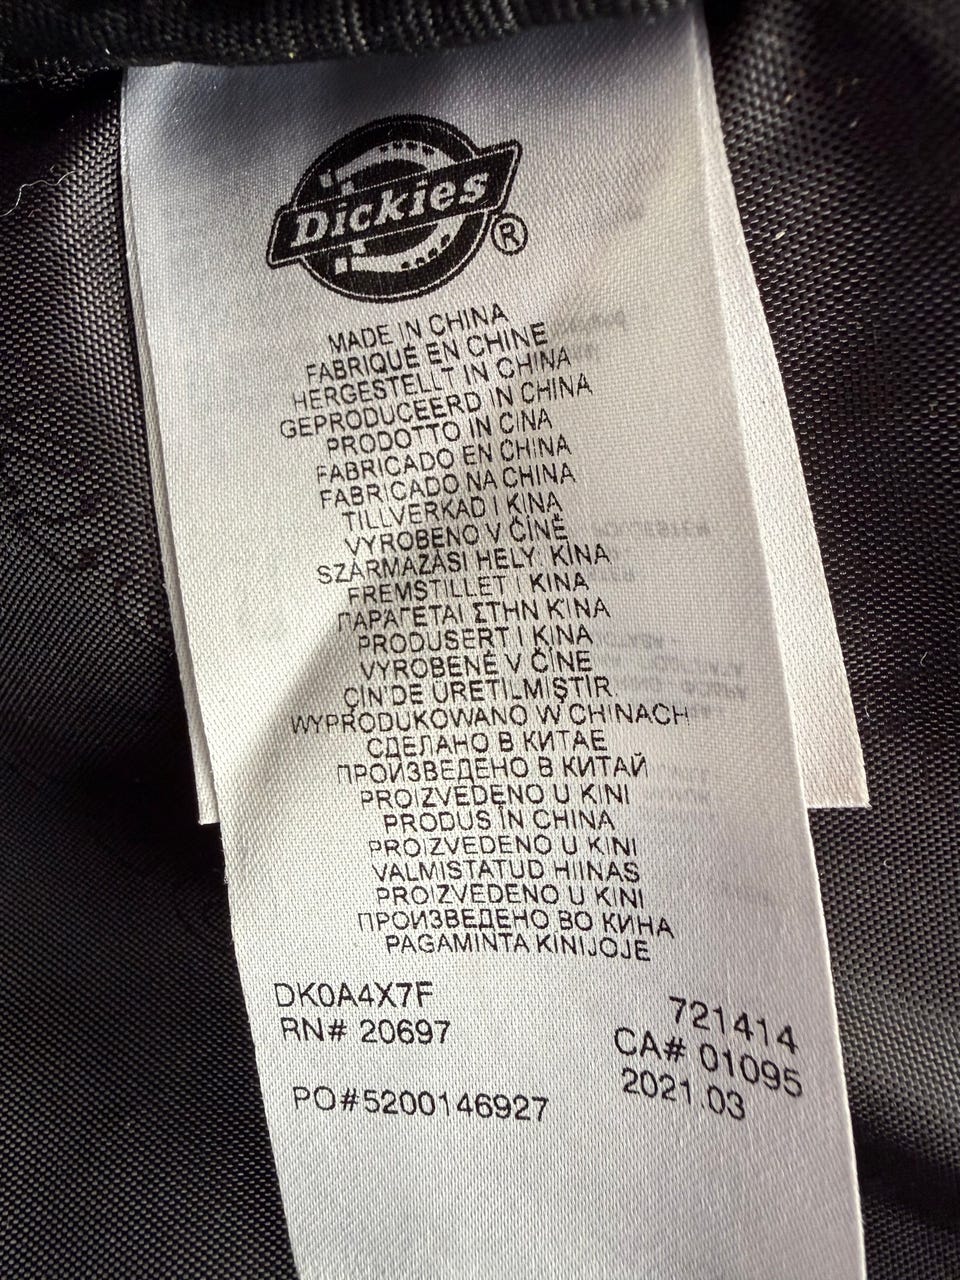 Dickies®
MADE IN CHINA
FABRIQUÉ EN CHINE
HERGESTELLT IN CHINA
GEPRODUCEERD IN CHINA
PRODOTTO IN CINA
FABRICADO EN CHINA
FABRICADO NA CHINA
TILLVERKAD I KINA
VYROBENO V ČÍNĚ
SZÁRMAZÁSI HELY: KÍNA
FREMSTILLET I KINA
ΠΑΡΑΓΕΤΑΙ ΣΤΗΝ ΚΊΝΑ
PRODUSERT I KINA
VYROBENÉ V ČÍNE
ÇİN'DE ÜRETİLMİŞTİR.
WYPRODUKOWANO W CHINACH
СДЕЛАНО В КИТАЕ
ПРОИЗВЕДЕНО В КИТАЙ
PROIZVEDENO U KINI
PRODUS ÎN CHINA
PROIZVEDENO U KINI
VALMISTATUD HIINAS
PROIZVEDENO U KINI
ПРОИЗВЕДЕНО ВО КИНА
PAGAMINTA KINIJOJE
DK0A4X7F 721414
RN# 20697 CA# 01095
2021.03
PO#5200146927